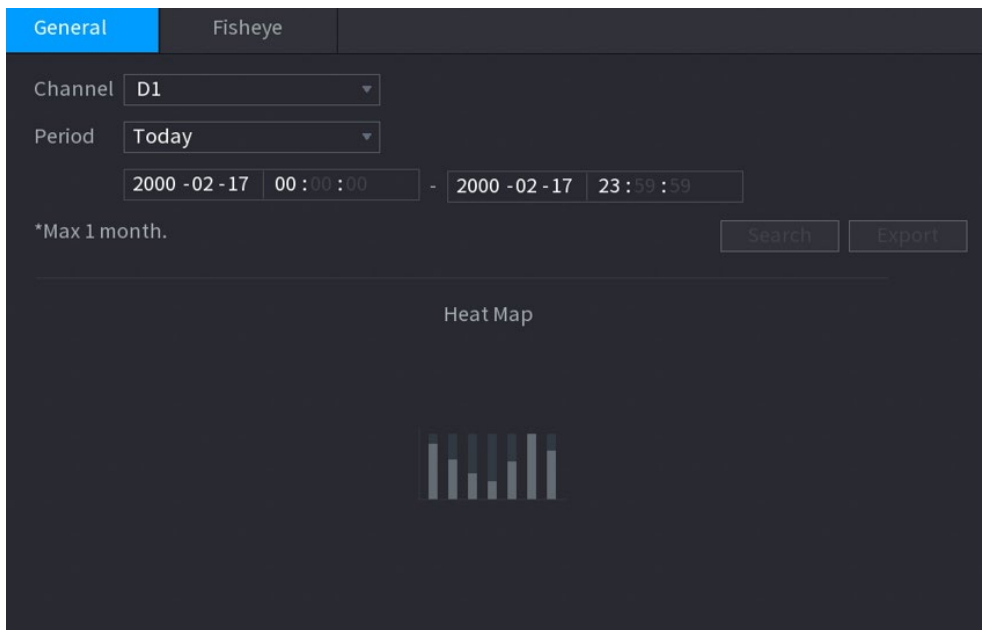 General Fisheye
Channel D1
Period Today
2000 -02 -17 00 :00 :00 - 2000 -02 -17 23 :59 :59
*Max 1 month. Search Export
Heat Map